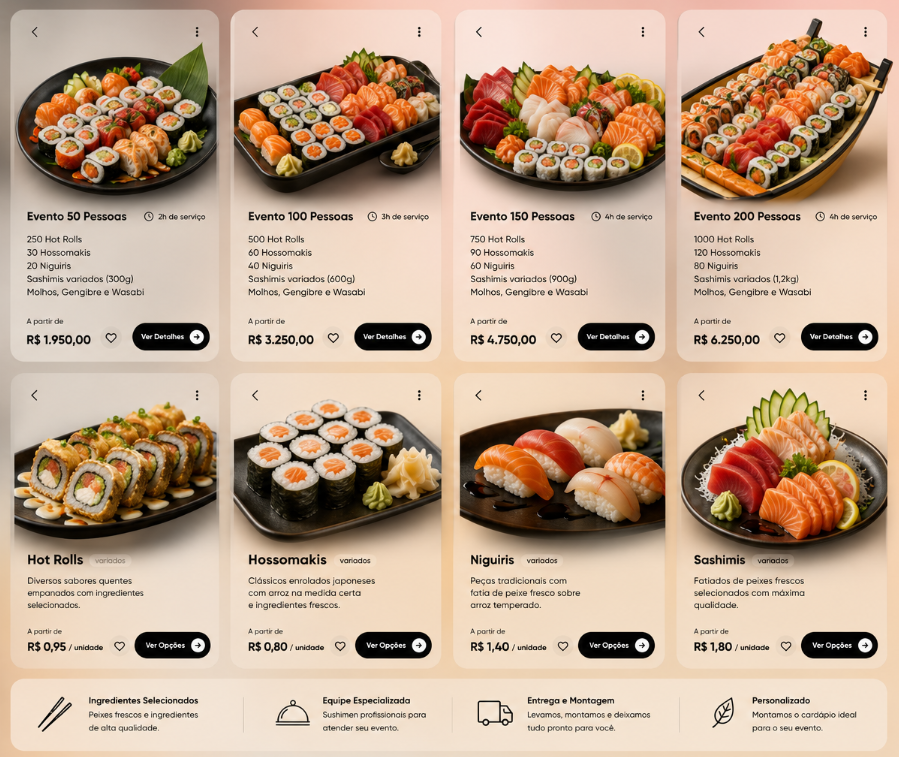 Evento 50 Pessoas
2h de serviço
250 Hot Rolls
30 Hossomakis
20 Niguiris
Sashimis variados (300g)
Molhos, Gengibre e Wasabi
A partir de
R$ 1.950,00
Ver Detalhes
Evento 100 Pessoas
3h de serviço
500 Hot Rolls
60 Hossomakis
40 Niguiris
Sashimis variados (600g)
Molhos, Gengibre e Wasabi
A partir de
R$ 3.250,00
Ver Detalhes
Evento 150 Pessoas
4h de serviço
750 Hot Rolls
90 Hossomakis
60 Niguiris
Sashimis variados (900g)
Molhos, Gengibre e Wasabi
A partir de
R$ 4.750,00
Ver Detalhes
Evento 200 Pessoas
4h de serviço
1000 Hot Rolls
120 Hossomakis
80 Niguiris
Sashimis variados (1,2kg)
Molhos, Gengibre e Wasabi
A partir de
R$ 6.250,00
Ver Detalhes
Hot Rolls
variados
Diversos sabores quentes
empanados com ingredientes
selecionados.
A partir de
R$ 0,95 / unidade
Ver Opções
Hossomakis
variados
Clássicos enrolados japoneses
com arroz na medida certa
e ingredientes frescos.
A partir de
R$ 0,80 / unidade
Ver Opções
Niguiris
variados
Peças tradicionais com
fatia de peixe fresco sobre
arroz temperado.
A partir de
R$ 1,40 / unidade
Ver Opções
Sashimis
variados
Fatiados de peixes frescos
selecionados com máxima
qualidade.
A partir de
R$ 1,80 / unidade
Ver Opções
Ingredientes Selecionados
Peixes frescos e ingredientes
de alta qualidade.
Equipe Especializada
Sushimen profissionais para
atender seu evento.
Entrega e Montagem
Levamos, montamos e deixamos
tudo pronto para você.
Personalizado
Montamos o cardápio ideal
para o seu evento.